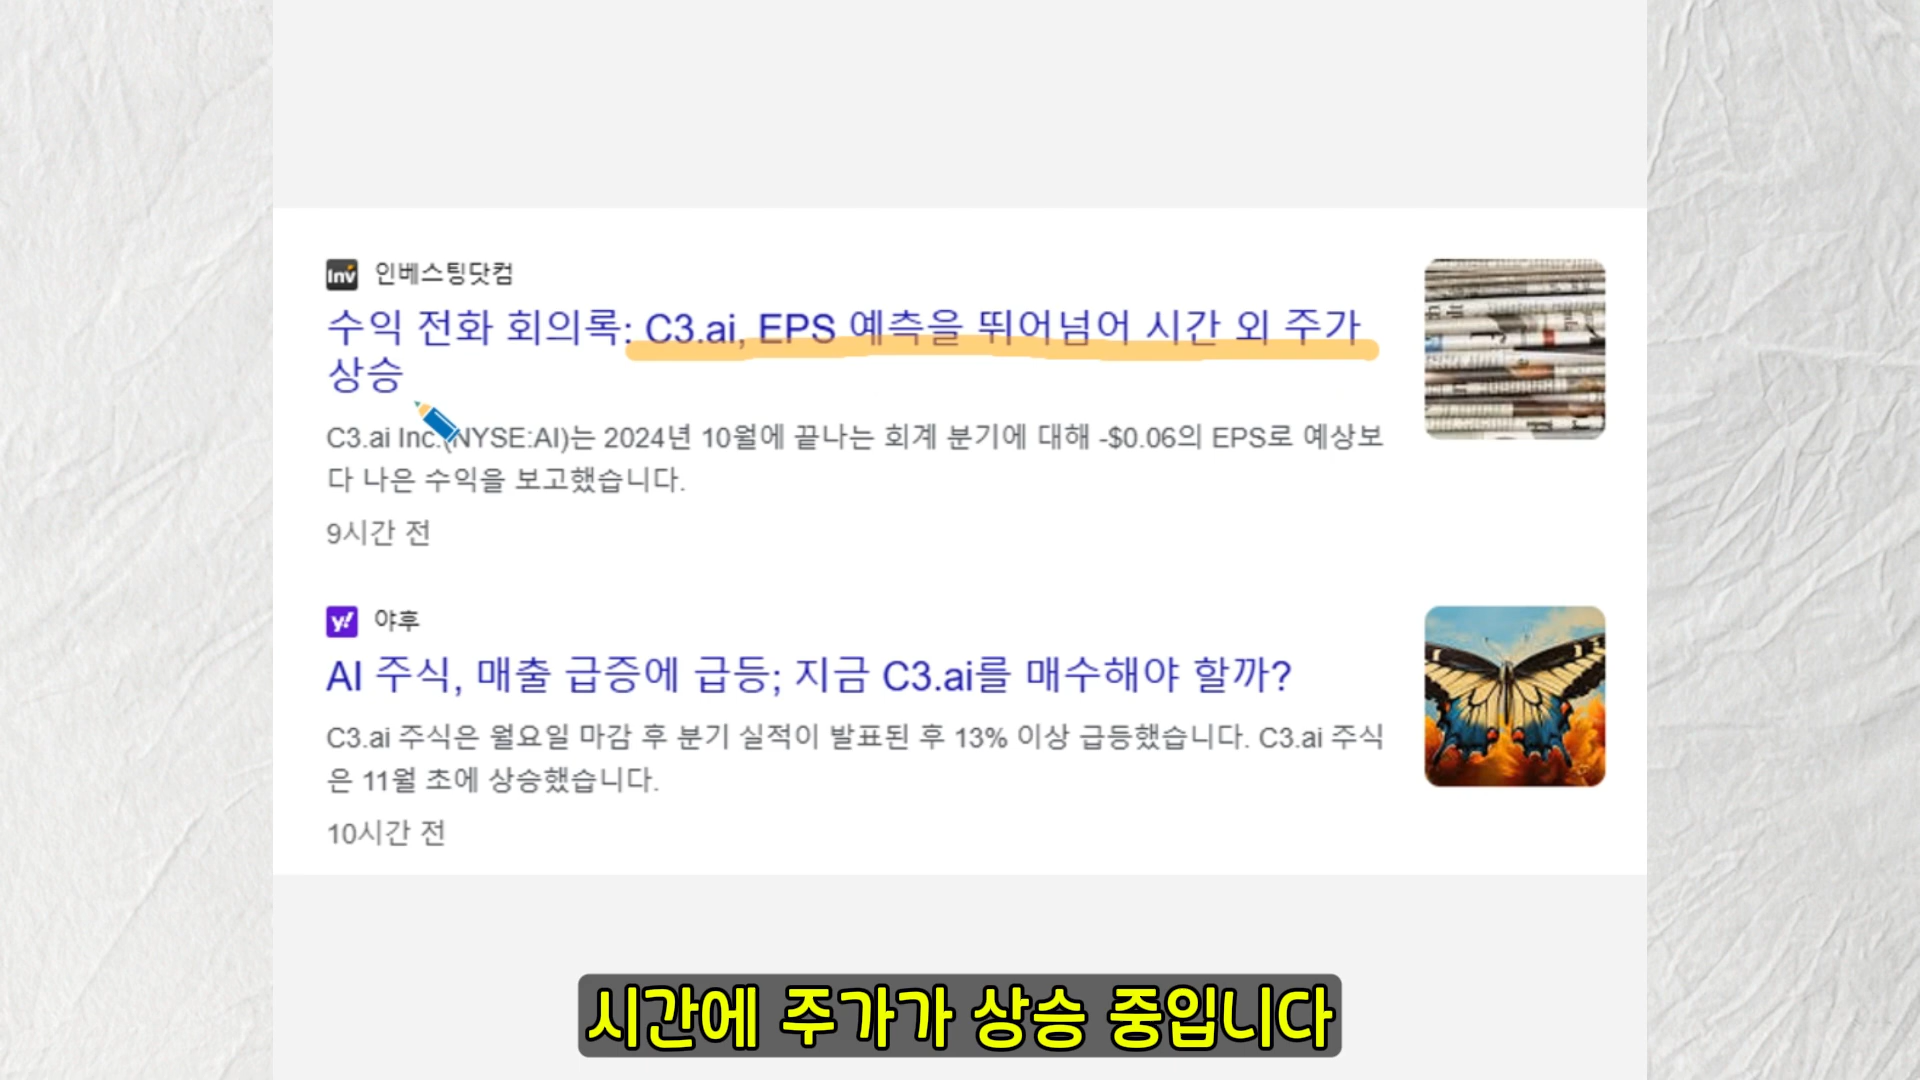 Inv 인베스팅닷컴
수익 전화 회의록: C3.ai, EPS 예측을 뛰어넘어 시간 외 주가
상승
C3.ai Inc.(NYSE:AI)는 2024년 10월에 끝나는 회계 분기에 대해 -$0.06의 EPS로 예상보
다 나은 수익을 보고했습니다.
9시간 전
y! 야후
AI 주식, 매출 급증에 급등; 지금 C3.ai를 매수해야 할까?
C3.ai 주식은 월요일 마감 후 분기 실적이 발표된 후 13% 이상 급등했습니다. C3.ai 주식
은 11월 초에 상승했습니다.
10시간 전
시간에 주가가 상승 중입니다